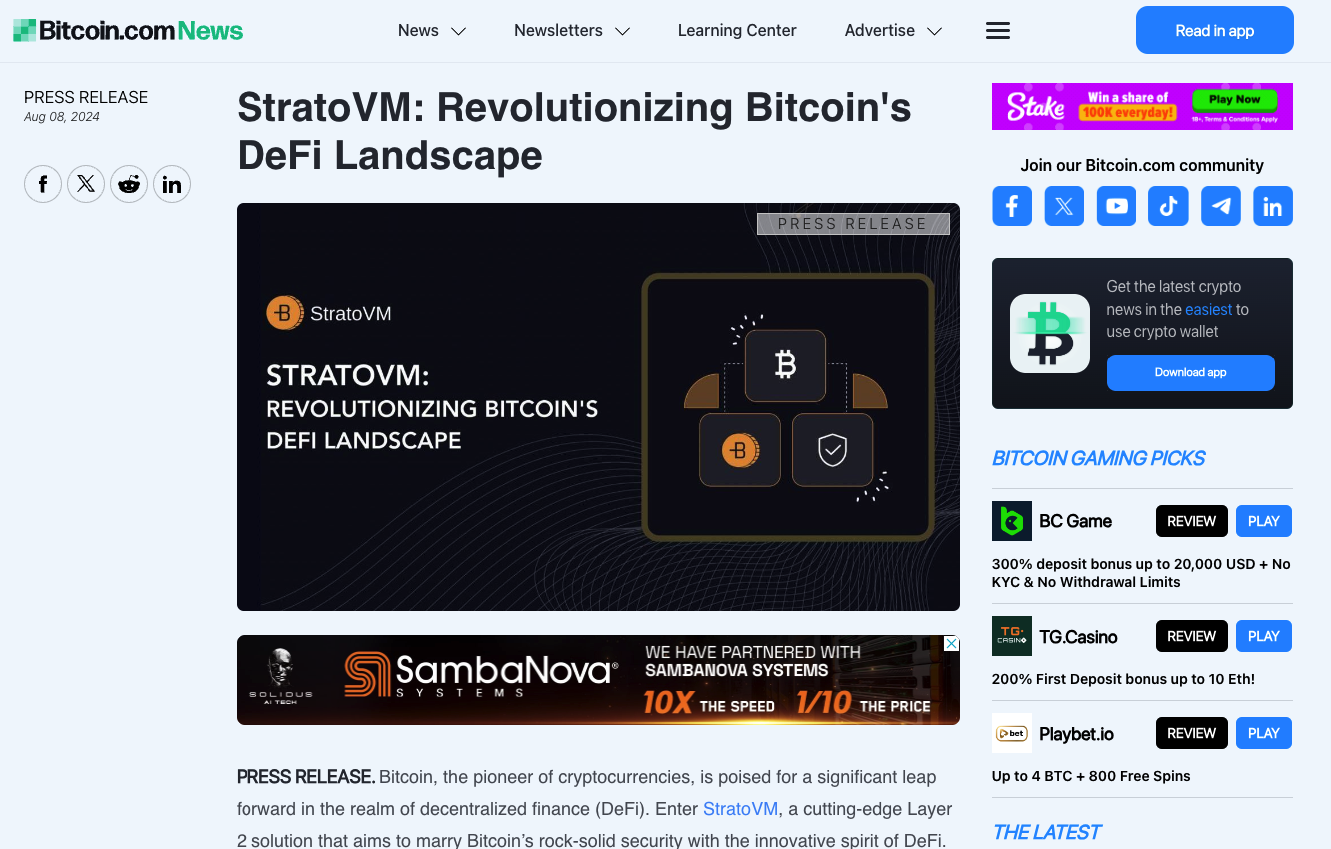 Bitcoin.com News
News
Newsletters
Learning Center
Advertise
Read in app
PRESS RELEASE
Aug 08, 2024
StratoVM: Revolutionizing Bitcoin's
DeFi Landscape
PRESS RELEASE
StratoVM
STRATOVM:
REVOLUTIONIZING BITCOIN'S
DEFI LANDSCAPE
SOLIDUS
AI TECH
SambaNova®
SYSTEMS
WE HAVE PARTNERED WITH
SAMBANOVA SYSTEMS
10X THE SPEED 1/10 THE PRICE
PRESS RELEASE. Bitcoin, the pioneer of cryptocurrencies, is poised for a significant leap
forward in the realm of decentralized finance (DeFi). Enter StratoVM, a cutting-edge Layer
2 solution that aims to marry Bitcoin’s rock-solid security with the innovative spirit of DeFi.
Stake
Win a share of
100K everyday!
Play Now
18+, Terms & Conditions Apply
Join our Bitcoin.com community
Get the latest crypto
news in the easiest to
use crypto wallet
Download app
BITCOIN GAMING PICKS
BC Game
REVIEW
PLAY
300% deposit bonus up to 20,000 USD + No
KYC & No Withdrawal Limits
TG.
CASINO
TG.Casino
REVIEW
PLAY
200% First Deposit bonus up to 10 Eth!
bet
Playbet.io
REVIEW
PLAY
Up to 4 BTC + 800 Free Spins
THE LATEST